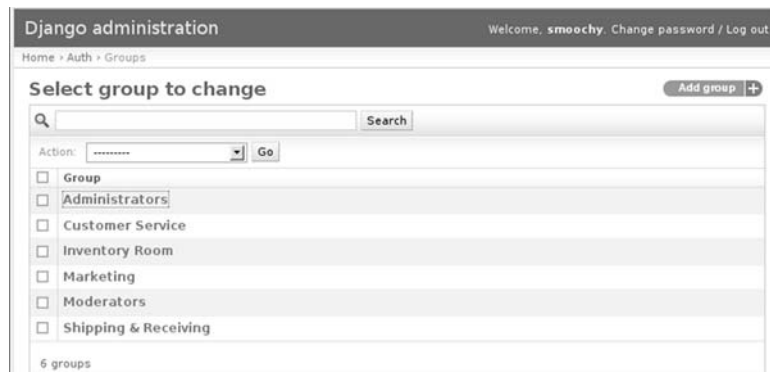 Django administration
Welcome, smoochy. Change password / Log out
Home › Auth › Groups
Select group to change
Add group +
Search
Action: --------- Go
Group
Administrators
Customer Service
Inventory Room
Marketing
Moderators
Shipping & Receiving
6 groups